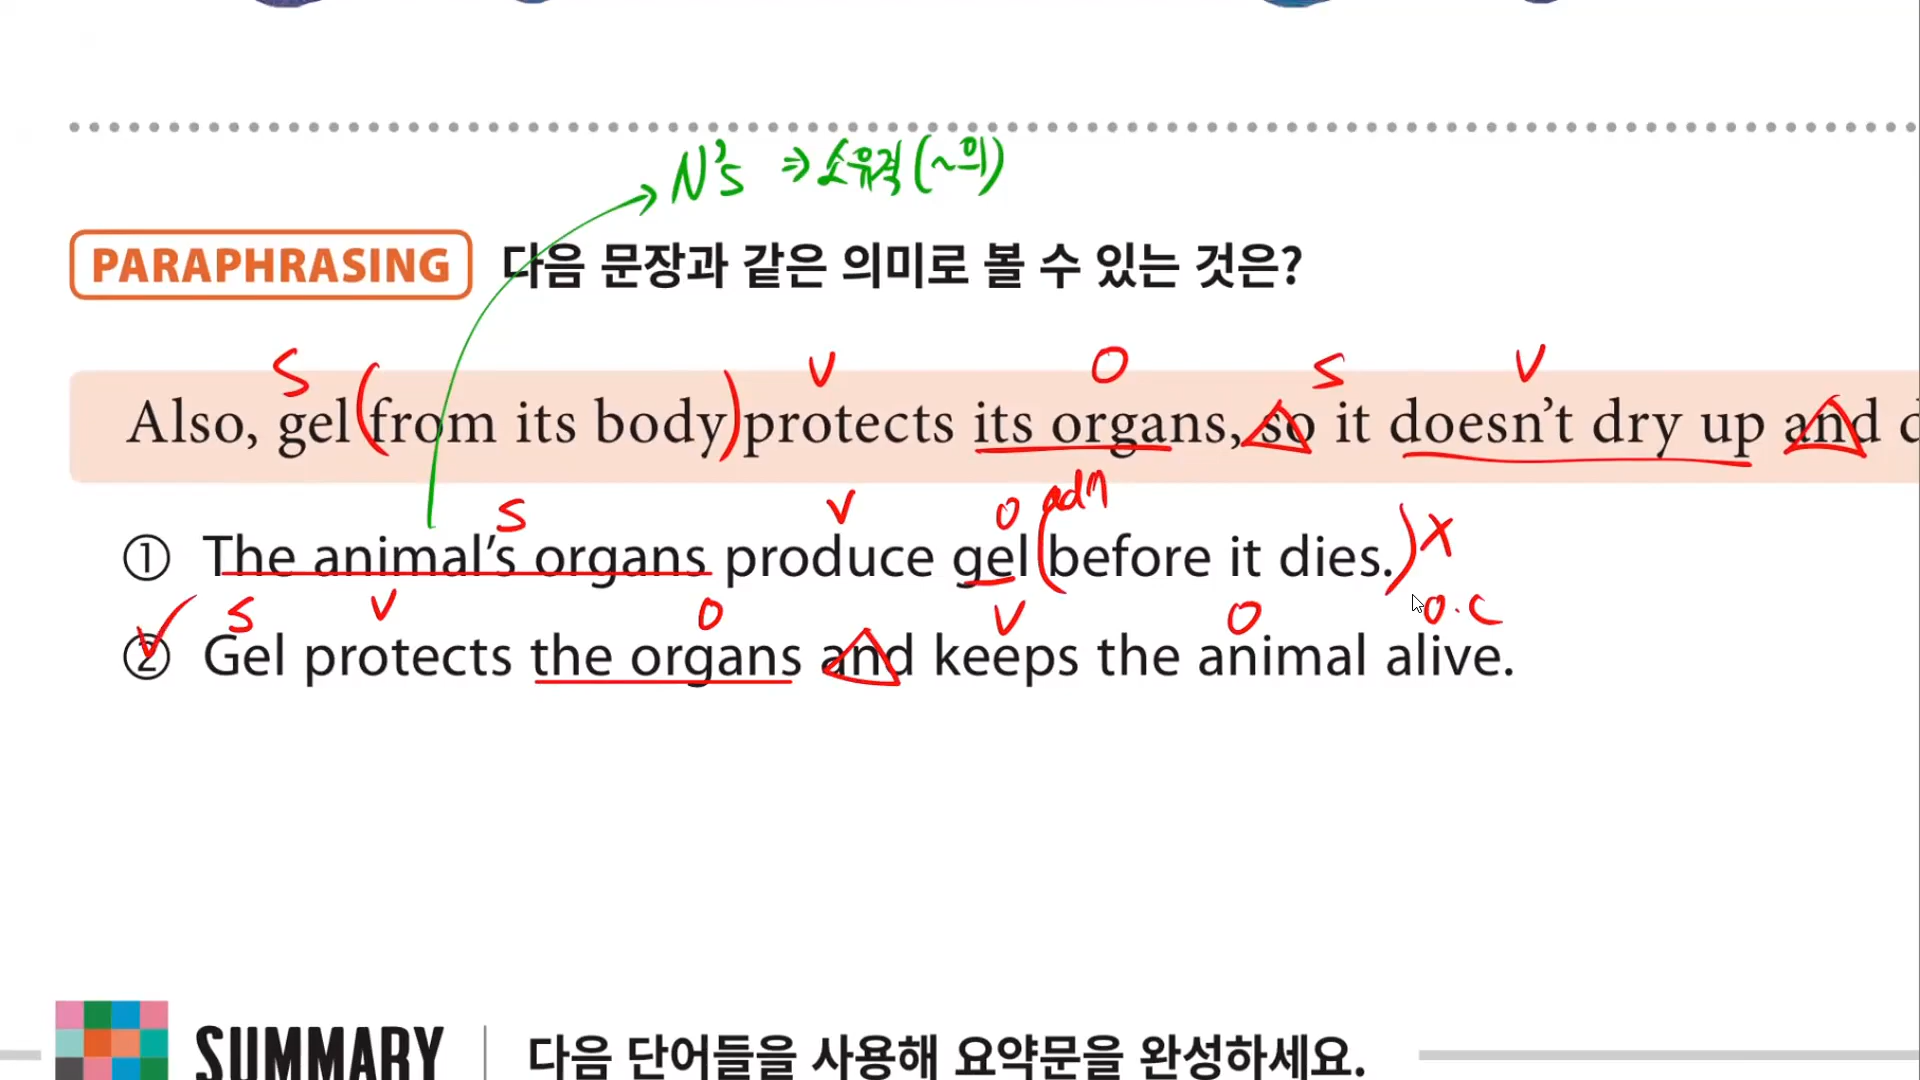 N's ⇒ 소유격 (~의)
PARAPHRASING 다음 문장과 같은 의미로 볼 수 있는 것은?
S V O S V
Also, gel (from its body) protects its organs, so it doesn't dry up and d
S V O
① The animal's organs produce gel (before it dies.) X
S V O V O O.C
② Gel protects the organs and keeps the animal alive.
SUMMARY 다음 단어들을 사용해 요약문을 완성하세요.